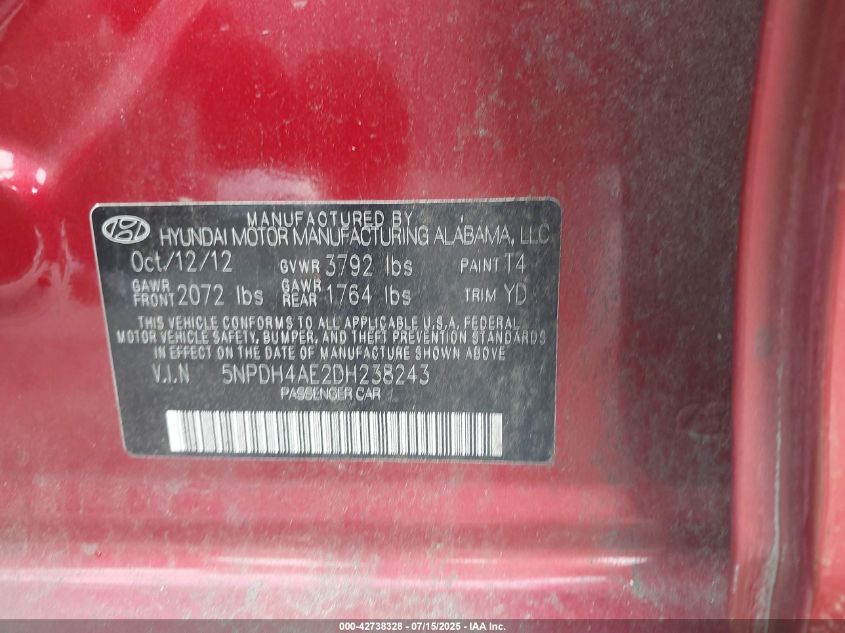 MANUFACTURED BY
HYUNDAI MOTOR MANUFACTURING ALABAMA, LLC
Oct/12/12 GVWR 3792 lbs PAINT T4
GAWR FRONT 2072 lbs GAWR REAR 1764 lbs TRIM YD
THIS VEHICLE CONFORMS TO ALL APPLICABLE U.S.A. FEDERAL
MOTOR VEHICLE SAFETY, BUMPER, AND THEFT PREVENTION STANDARDS
IN EFFECT ON THE DATE OF MANUFACTURE SHOWN ABOVE
V.I.N 5NPDH4AE2DH238243
PASSENGER CAR
000-42738328 - 07/15/2025 - IAA Inc.